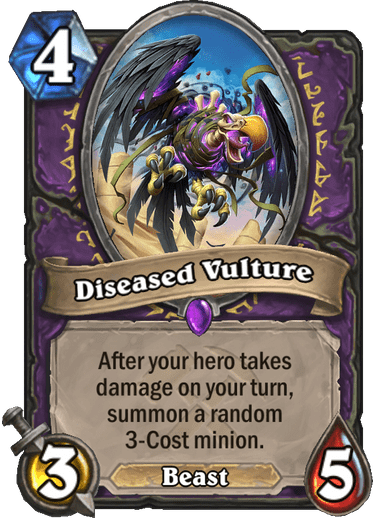 4
Diseased Vulture
After your hero takes
damage on your turn,
summon a random
3-Cost minion.
3
Beast
5